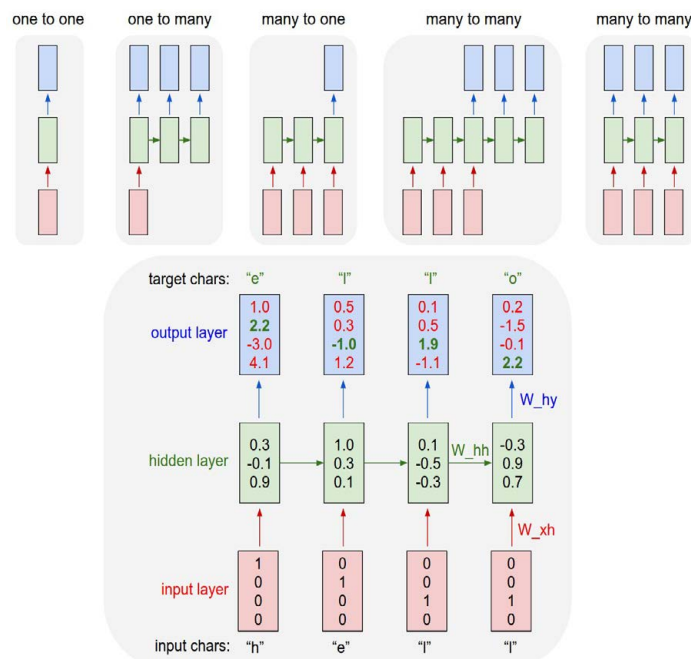 one to one one to many many to one many to many many to many
target chars: “e” “l” “l” “o”
1.0 0.5 0.1 0.2
2.2 0.3 0.5 -1.5
output layer -3.0 -1.0 1.9 -0.1
4.1 1.2 -1.1 2.2
W_hy
0.3 1.0 0.1 W_hh -0.3
hidden layer -0.1 0.3 -0.5 0.9
0.9 0.1 -0.3 0.7
W_xh
1 0 0 0
0 1 0 0
input layer 0 0 1 1
0 0 0 0
input chars: “h” “e” “l” “l”